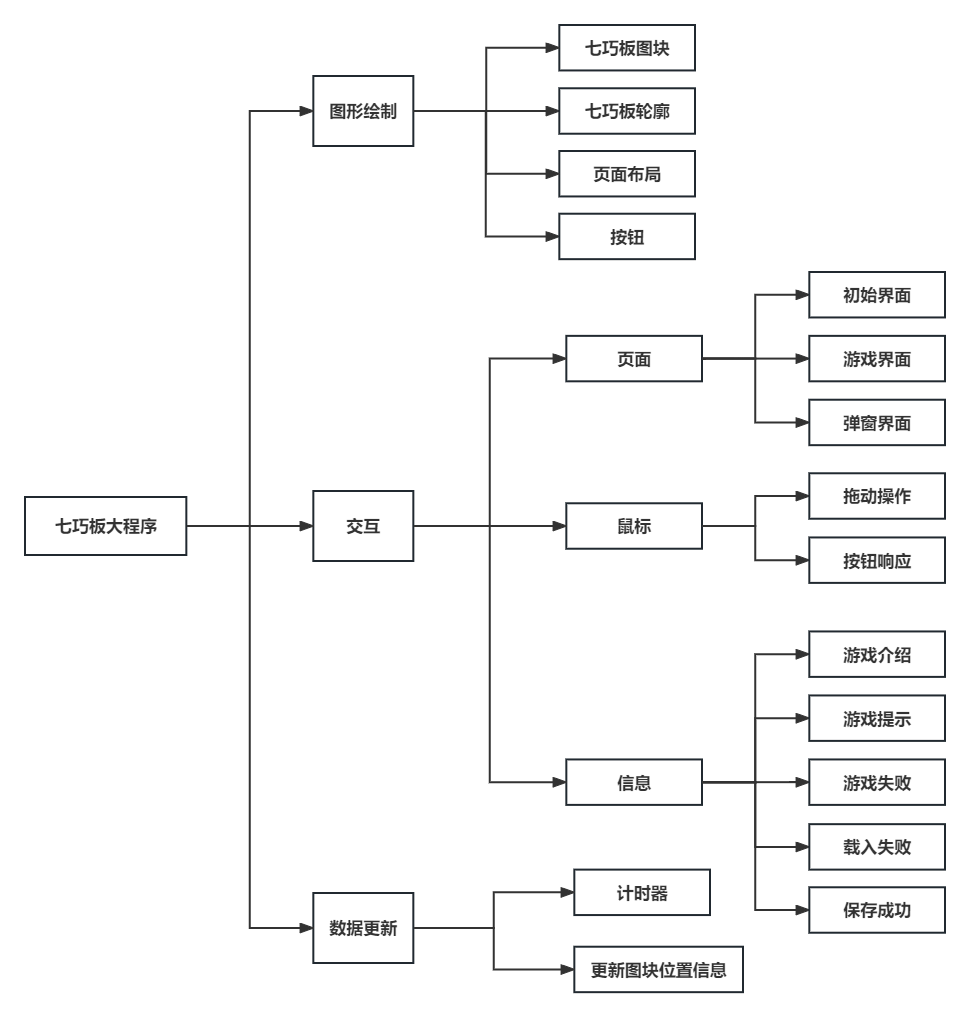 七巧板大程序
图形绘制
七巧板图块
七巧板轮廓
页面布局
按钮
交互
页面
初始界面
游戏界面
弹窗界面
鼠标
拖动操作
按钮响应
信息
游戏介绍
游戏提示
游戏失败
载入失败
保存成功
数据更新
计时器
更新图块位置信息